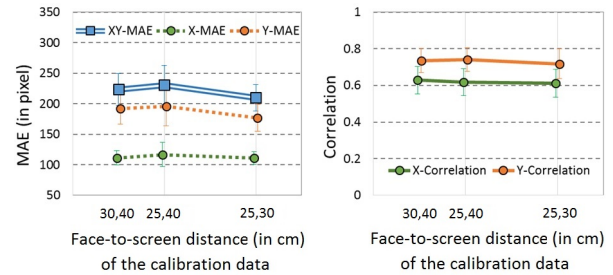 350
300
250
200
150
100
50
MAE (in pixel)
XY-MAE X-MAE Y-MAE
30,40 25,40 25,30
Face-to-screen distance (in cm)
of the calibration data
1
0.8
0.6
0.4
0.2
0
Correlation
X-Correlation Y-Correlation
30,40 25,40 25,30
Face-to-screen distance (in cm)
of the calibration data